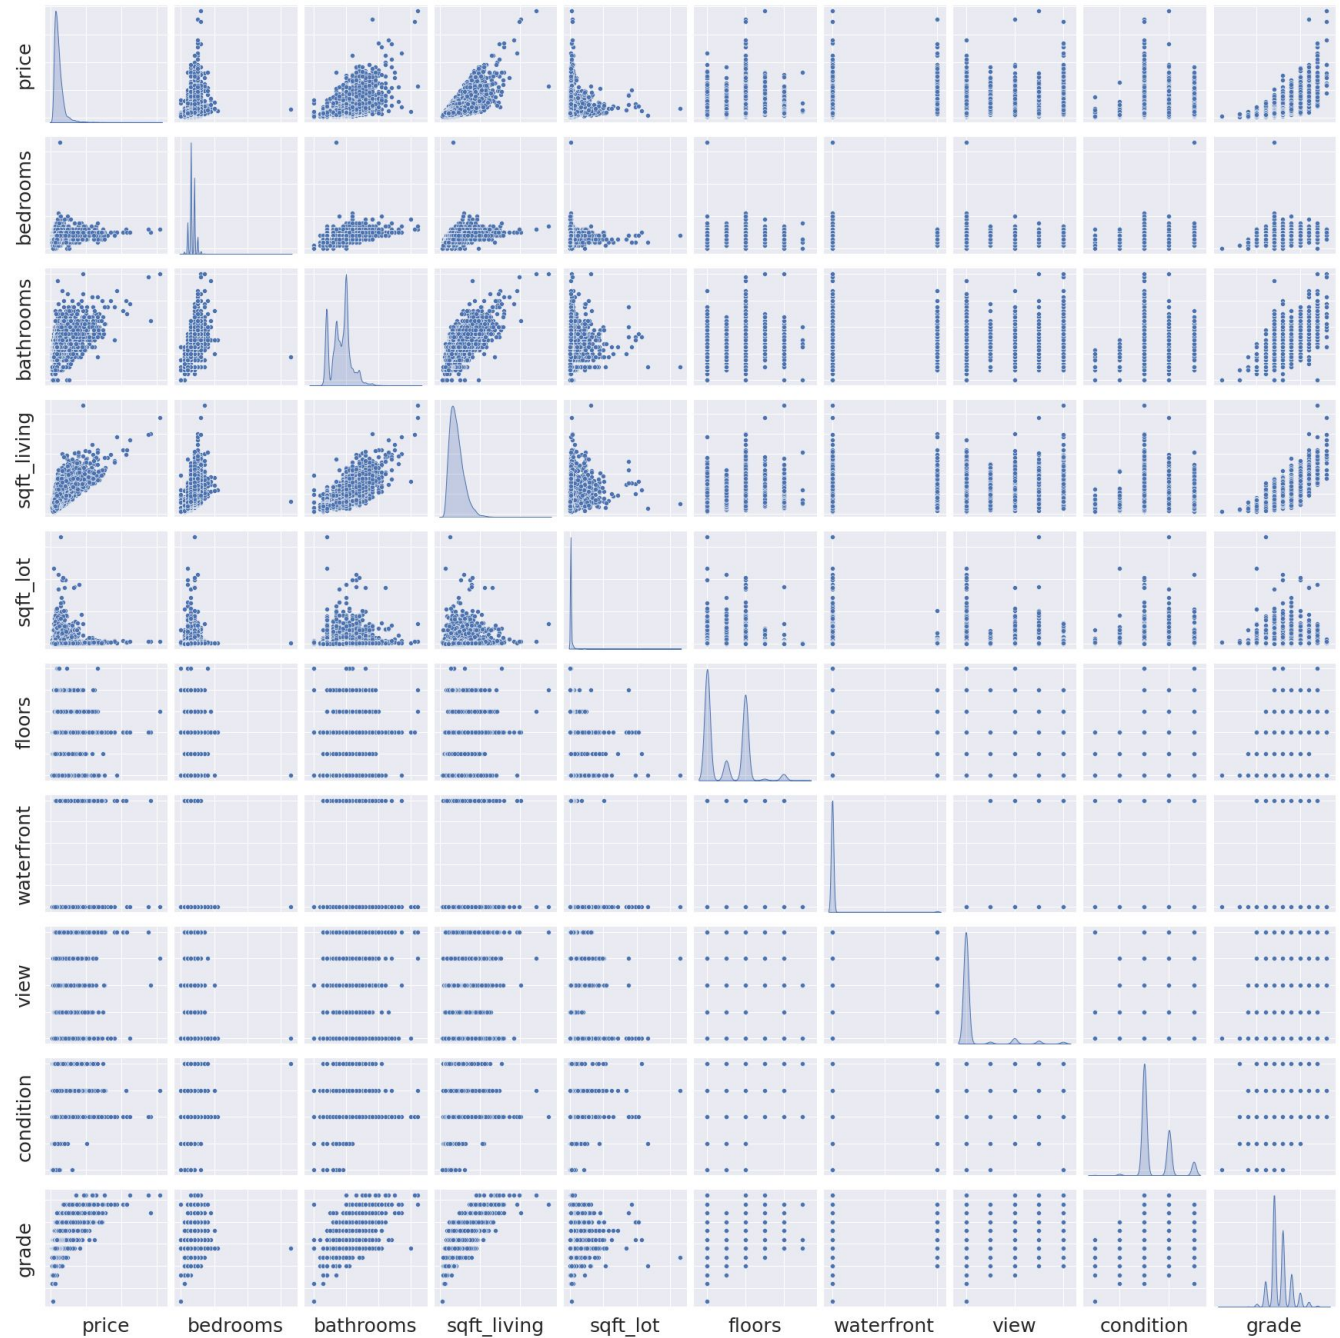 price
bedrooms
bathrooms
sqft_living
sqft_lot
floors
waterfront
view
condition
grade
price bedrooms bathrooms sqft_living sqft_lot floors waterfront view condition grade